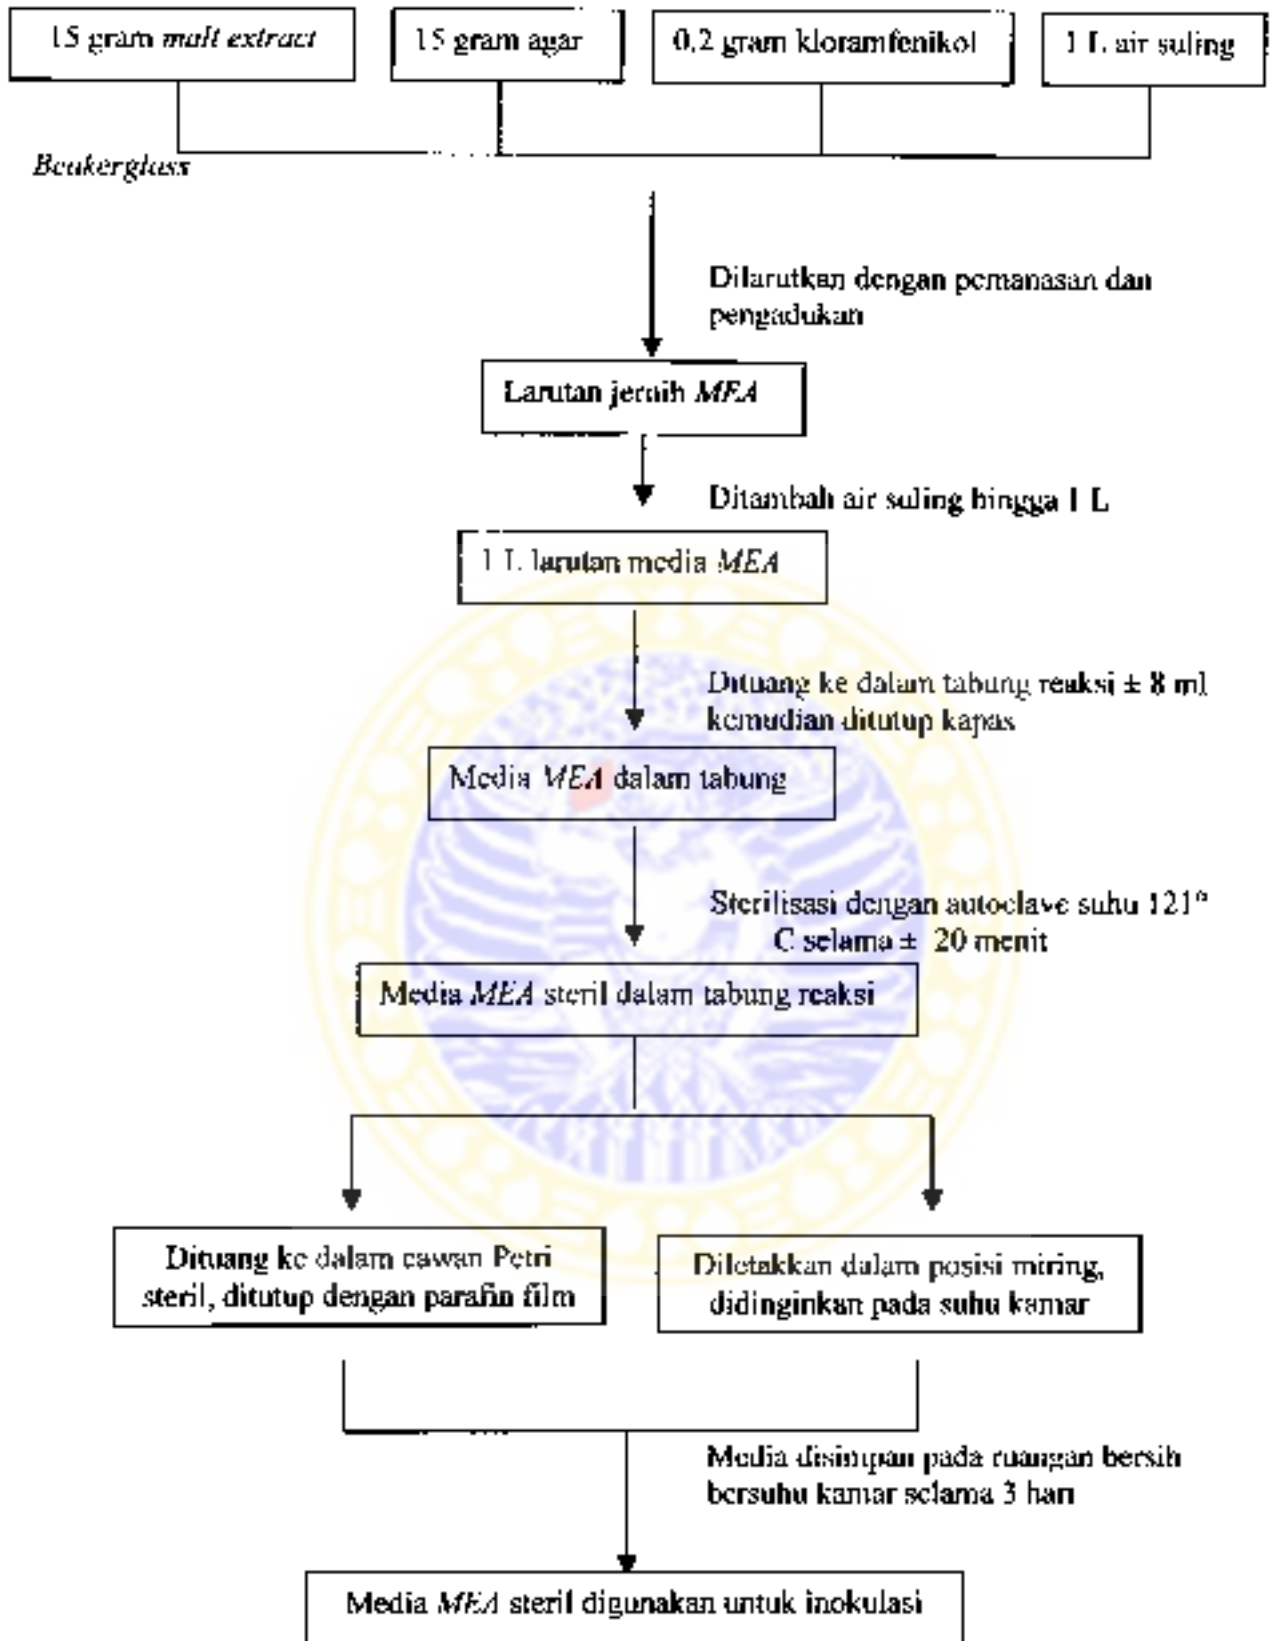 15 gram malt extract
15 gram agar
0,2 gram kloramfenikol
1 L air suling
Beakerglass
Dilarutkan dengan pemanasan dan
pengadukan
Larutan jernih MEA
Ditambah air suling hingga 1 L
1 L larutan media MEA
Dituang ke dalam tabung reaksi ± 8 ml
kemudian ditutup kapas
Media MEA dalam tabung
Sterilisasi dengan autoclave suhu 121°
C selama ± 20 menit
Media MEA steril dalam tabung reaksi
Dituang ke dalam cawan Petri
steril, ditutup dengan parafin film
Diletakkan dalam posisi miring,
didinginkan pada suhu kamar
Media disimpan pada ruangan bersih
bersuhu kamar selama 3 hari
Media MEA steril digunakan untuk inokulasi